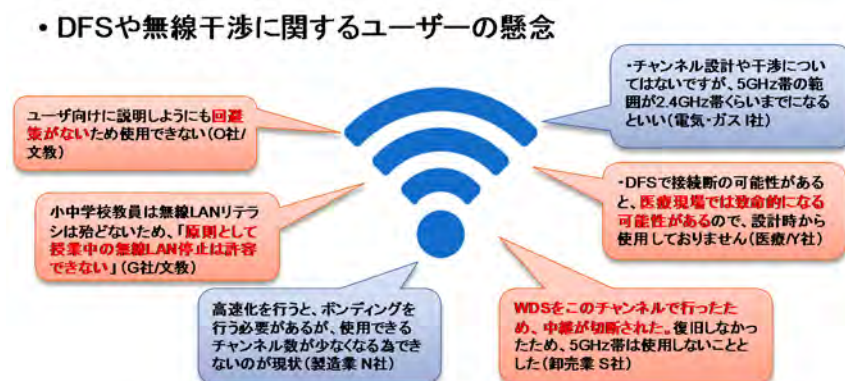 ・DFSや無線干渉に関するユーザーの懸念
ユーザ向けに説明しようにも回避
策がないため使用できない(O社/
文教)
小中学校教員は無線LANリテラ
シは殆どないため、「原則として
授業中の無線LAN停止は許容
できない」(G社/文教)
高速化を行うと、ボンディングを
行う必要があるが、使用できる
チャンネル数が少なくなる為でき
ないのが現状(製造業 N社)
・チャンネル設計や干渉につい
てはないですが、5GHz帯の範
囲が2.4GHz帯くらいまでになる
といい(電気・ガス I社)
・DFSで接続断の可能性がある
と、医療現場では致命的になる
可能性があるので、設計時から
使用しておりません(医療/Y社)
WDSをこのチャンネルで行ったた
め、中継が切断された。復旧しなかっ
たため、5GHz帯は使用しないことと
した(卸売業 S社)